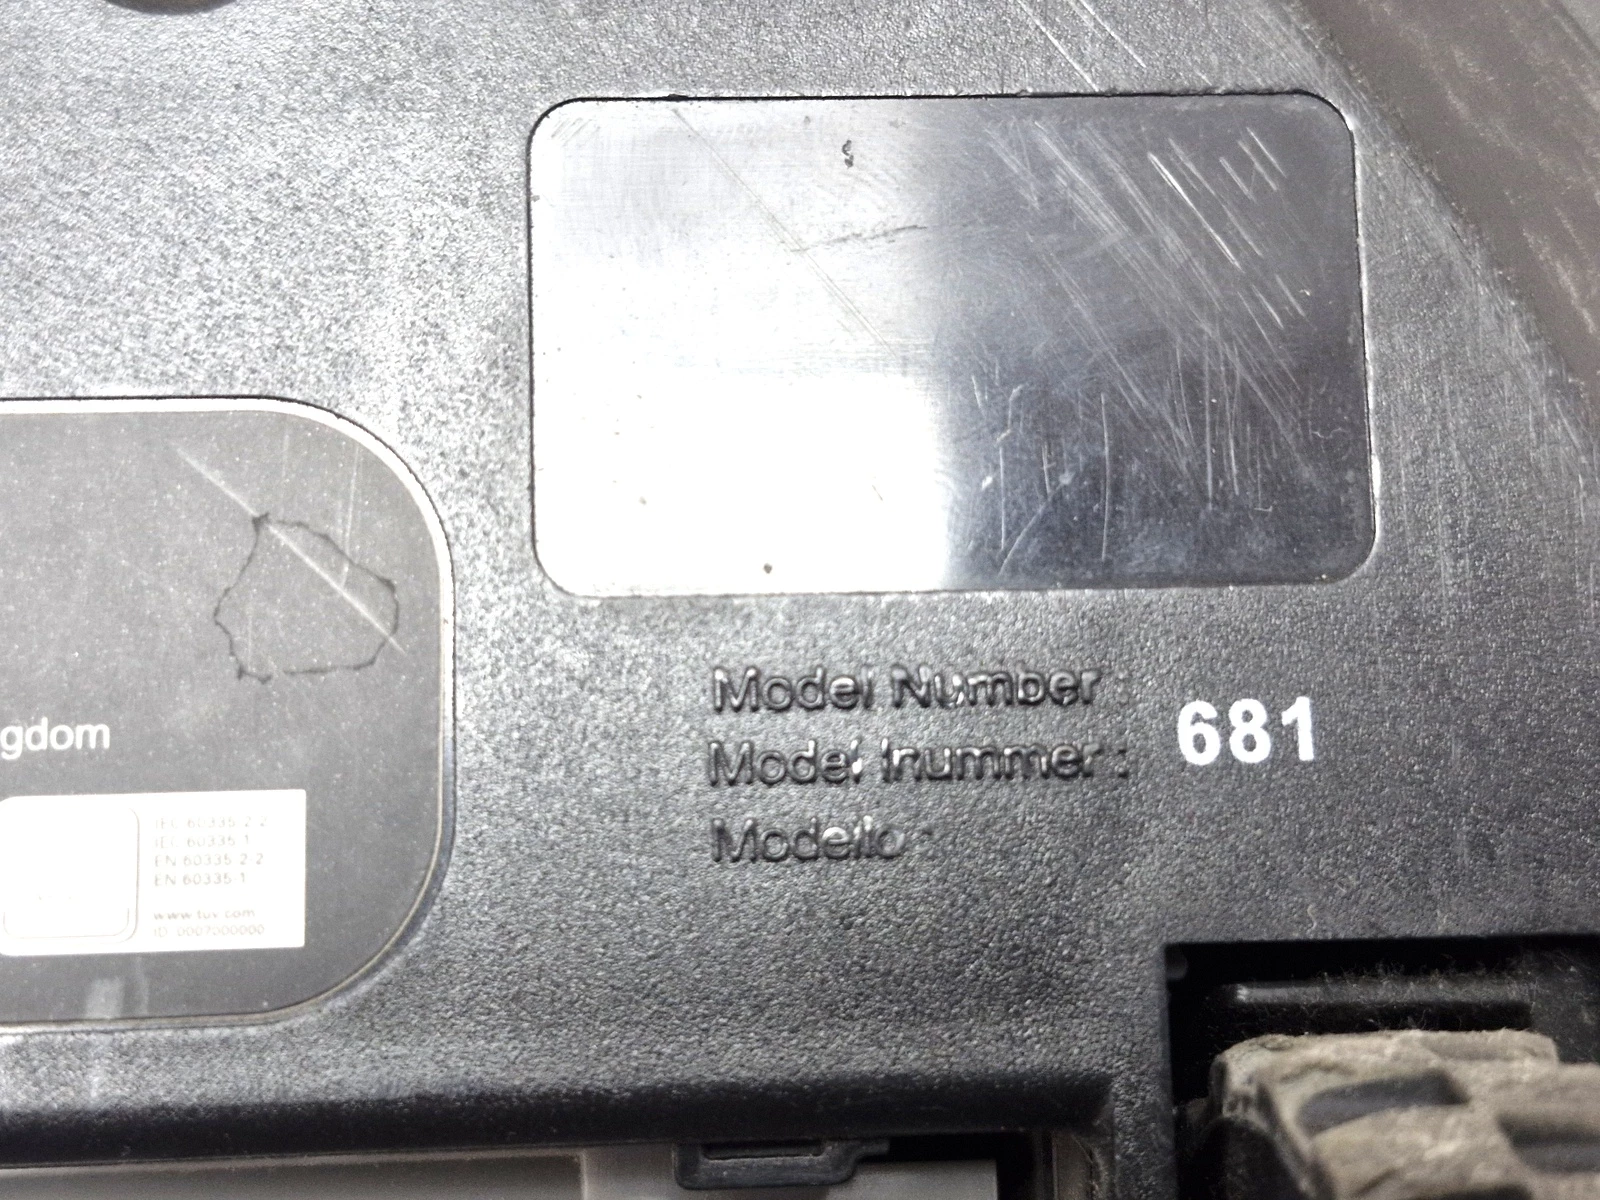 Model Number :
Model Inummer :
681
Modello :
gdom
IEC 60335-2-2
IEC 60335-1
EN 60335-2-2
EN 60335-1
www.tuv.com
ID: 0007000000